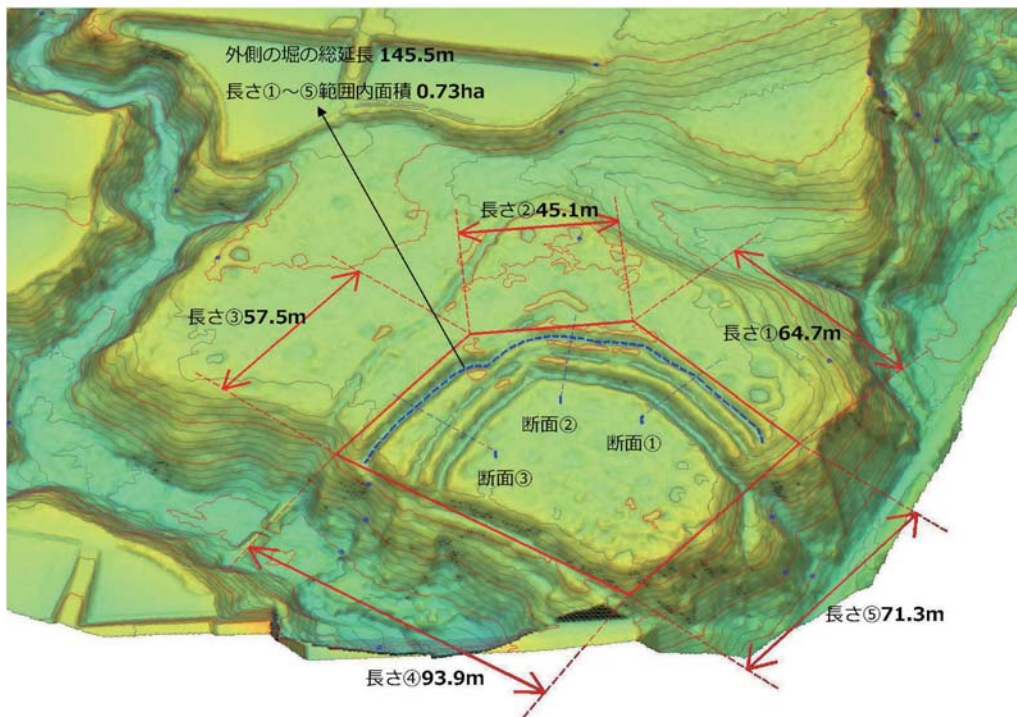 外側の堀の総延長 145.5m
長さ①～⑤範囲内面積 0.73ha
長さ②45.1m
長さ③57.5m
長さ①64.7m
断面②
断面①
断面③
長さ⑤71.3m
長さ④93.9m